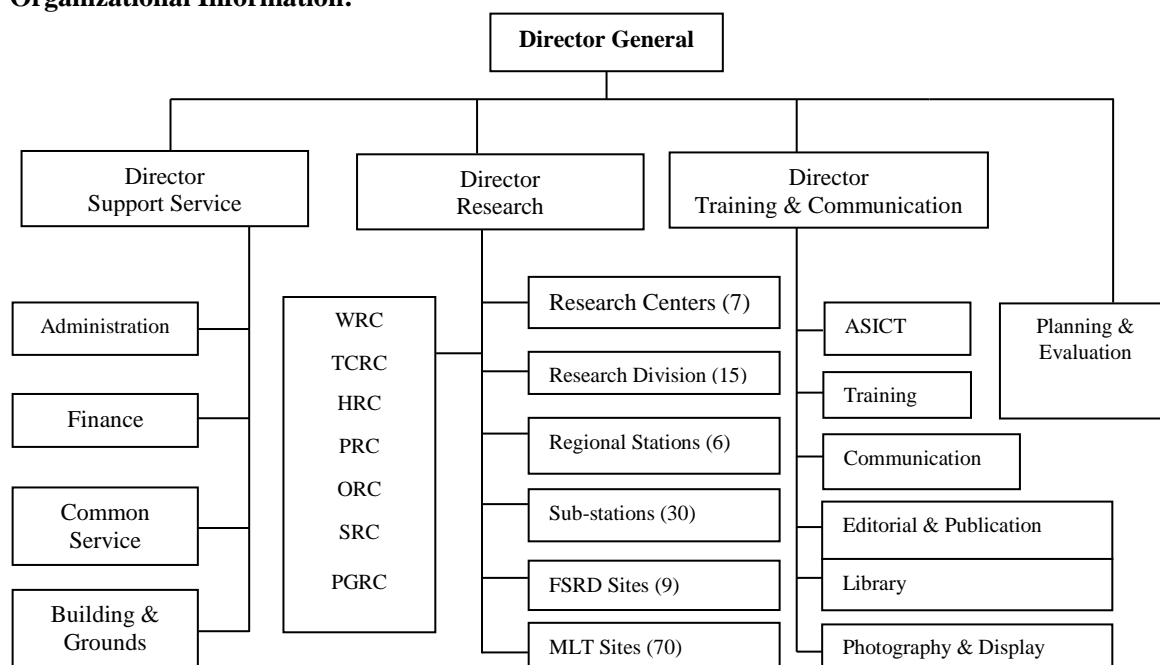 Organizational Information:
Director General
Director
Support Service
Director
Research
Director
Training & Communication
Administration
Finance
Common
Service
Building &
Grounds
WRC
TCRC
HRC
PRC
ORC
SRC
PGRC
Research Centers (7)
Research Division (15)
Regional Stations (6)
Sub-stations (30)
FSRD Sites (9)
MLT Sites (70)
ASICT
Training
Communication
Editorial & Publication
Library
Photography & Display
Planning &
Evaluation